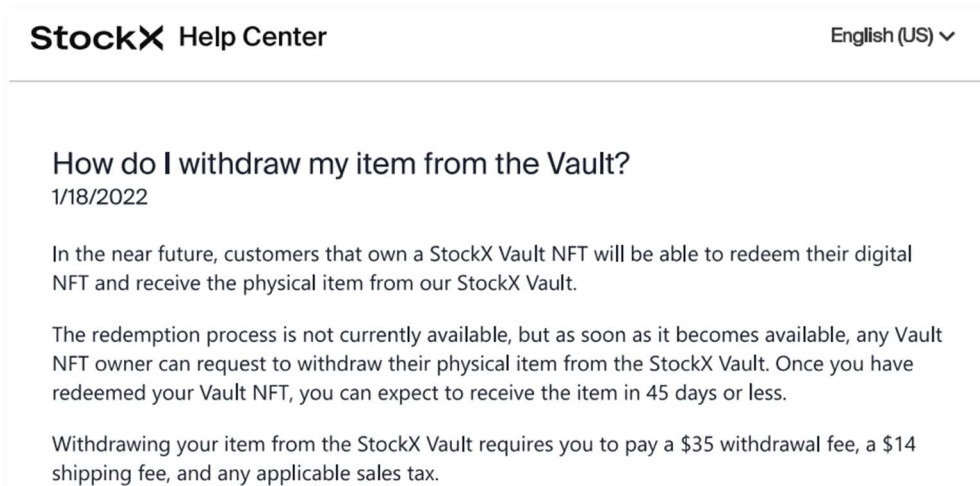 StockX Help Center
English (US)
How do I withdraw my item from the Vault?
1/18/2022
In the near future, customers that own a StockX Vault NFT will be able to redeem their digital
NFT and receive the physical item from our StockX Vault.
The redemption process is not currently available, but as soon as it becomes available, any Vault
NFT owner can request to withdraw their physical item from the StockX Vault. Once you have
redeemed your Vault NFT, you can expect to receive the item in 45 days or less.
Withdrawing your item from the StockX Vault requires you to pay a $35 withdrawal fee, a $14
shipping fee, and any applicable sales tax.